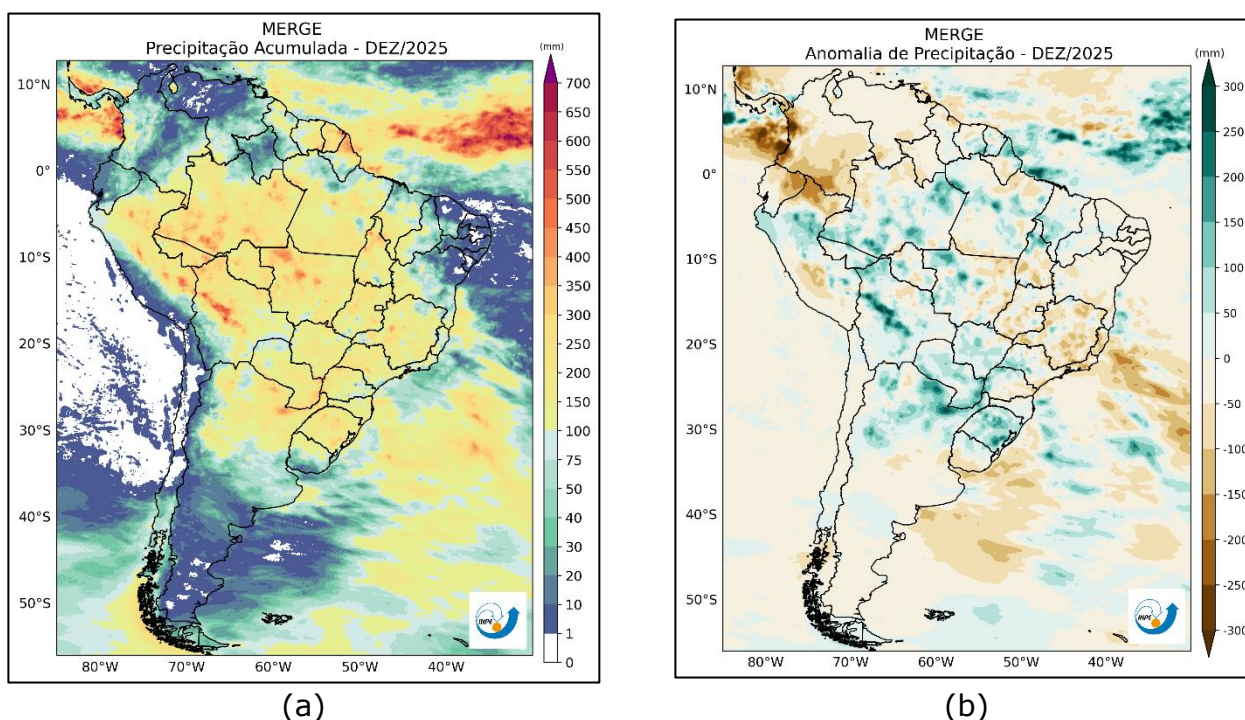 MERGE
Precipitação Acumulada - DEZ/2025
(mm)
10°N
0°
10°S
20°S
30°S
40°S
50°S
80°W
70°W
60°W
50°W
40°W
700
650
600
550
500
450
400
350
300
250
200
150
100
75
50
40
30
20
10
1
0
INPE
(a)
MERGE
Anomalia de Precipitação - DEZ/2025
(mm)
10°N
0°
10°S
20°S
30°S
40°S
50°S
80°W
70°W
60°W
50°W
40°W
300
250
200
150
100
50
0
-50
-100
-150
-200
-250
-300
INPE
(b)